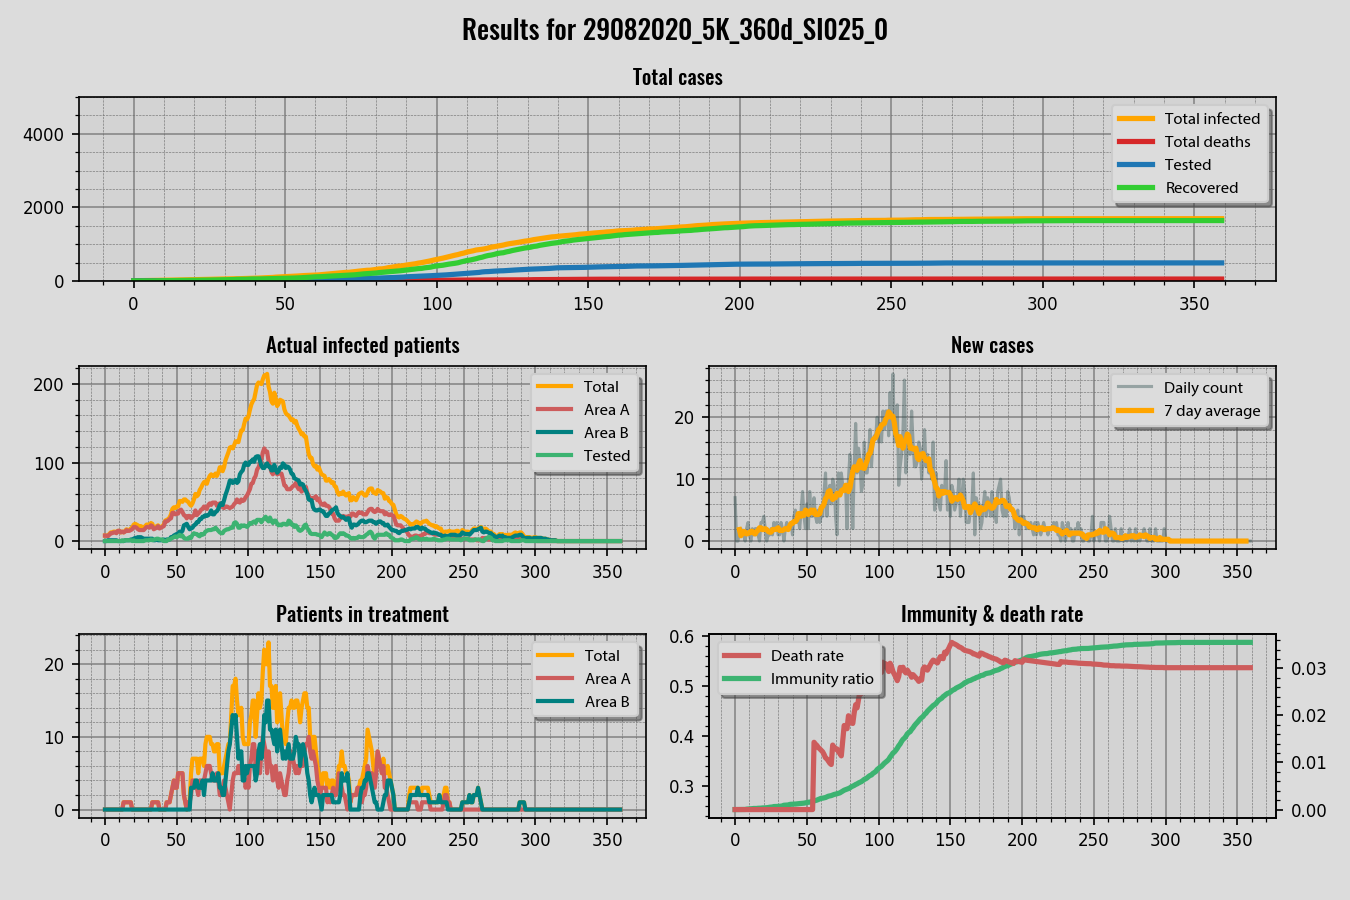 Results for 29082020_5K_360d_SI025_0
Total cases
4000
2000
0
Total infected
Total deaths
Tested
Recovered
0 50 100 150 200 250 300 350
Actual infected patients
200
100
0
Total
Area A
Area B
Tested
0 50 100 150 200 250 300 350
New cases
20
10
0
Daily count
7 day average
0 50 100 150 200 250 300 350
Patients in treatment
20
10
0
Total
Area A
Area B
0 50 100 150 200 250 300 350
Immunity & death rate
0.6
0.5
0.4
0.3
Death rate
Immunity ratio
0.03
0.02
0.01
0.00
0 50 100 150 200 250 300 350